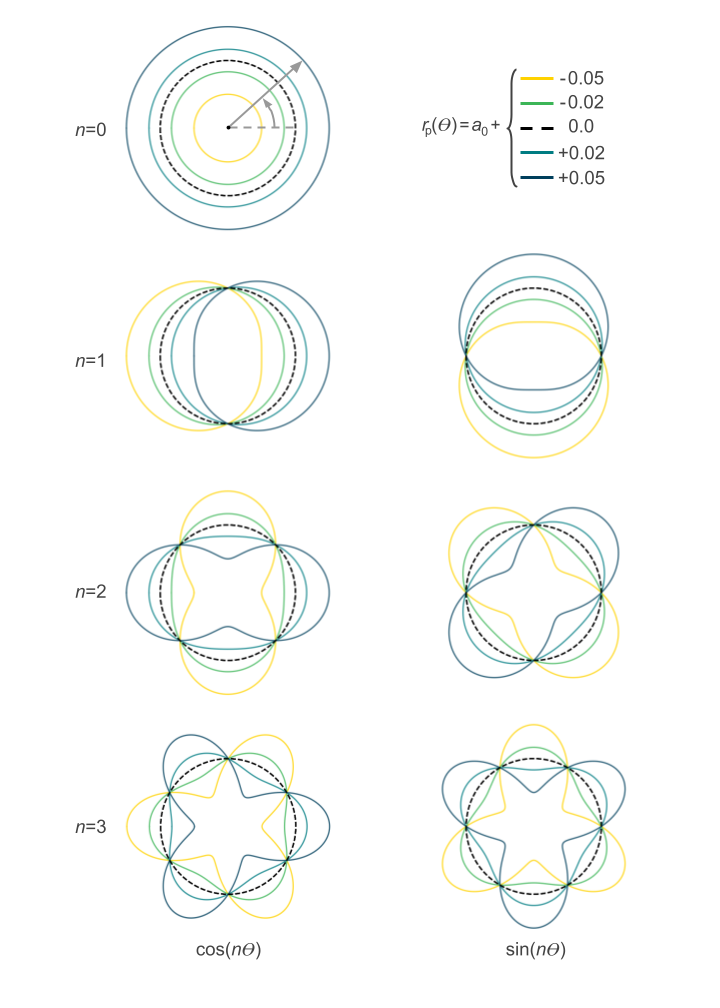 -0.05
-0.02
rp(Θ)=a0+
0.0
+0.02
+0.05
n=0
n=1
n=2
n=3
cos(nΘ)
sin(nΘ)